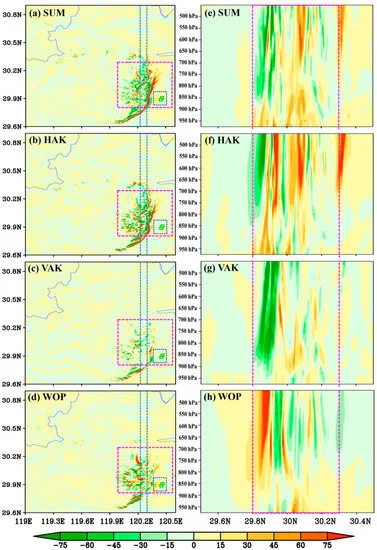 (a) SUM
30.8N
30.5N
30.2N
29.9N
29.6N
8
(b) HAK
30.8N
30.5N
30.2N
29.9N
29.6N
8
(c) VAK
30.8N
30.5N
30.2N
29.9N
29.6N
8
(d) WOP
30.8N
30.5N
30.2N
29.9N
29.6N
8
119E 119.3E 119.6E 119.9E 120.2E 120.5E
(e) SUM
500 hPa
550 hPa
600 hPa
650 hPa
700 hPa
750 hPa
800 hPa
850 hPa
900 hPa
950 hPa
(f) HAK
500 hPa
550 hPa
600 hPa
650 hPa
700 hPa
750 hPa
800 hPa
850 hPa
900 hPa
950 hPa
(g) VAK
500 hPa
550 hPa
600 hPa
650 hPa
700 hPa
750 hPa
800 hPa
850 hPa
900 hPa
950 hPa
(h) WOP
500 hPa
550 hPa
600 hPa
650 hPa
700 hPa
750 hPa
800 hPa
850 hPa
900 hPa
950 hPa
29.6N 29.8N 30N 30.2N 30.4N
-75 -60 -45 -30 -15 0 15 30 45 60 75